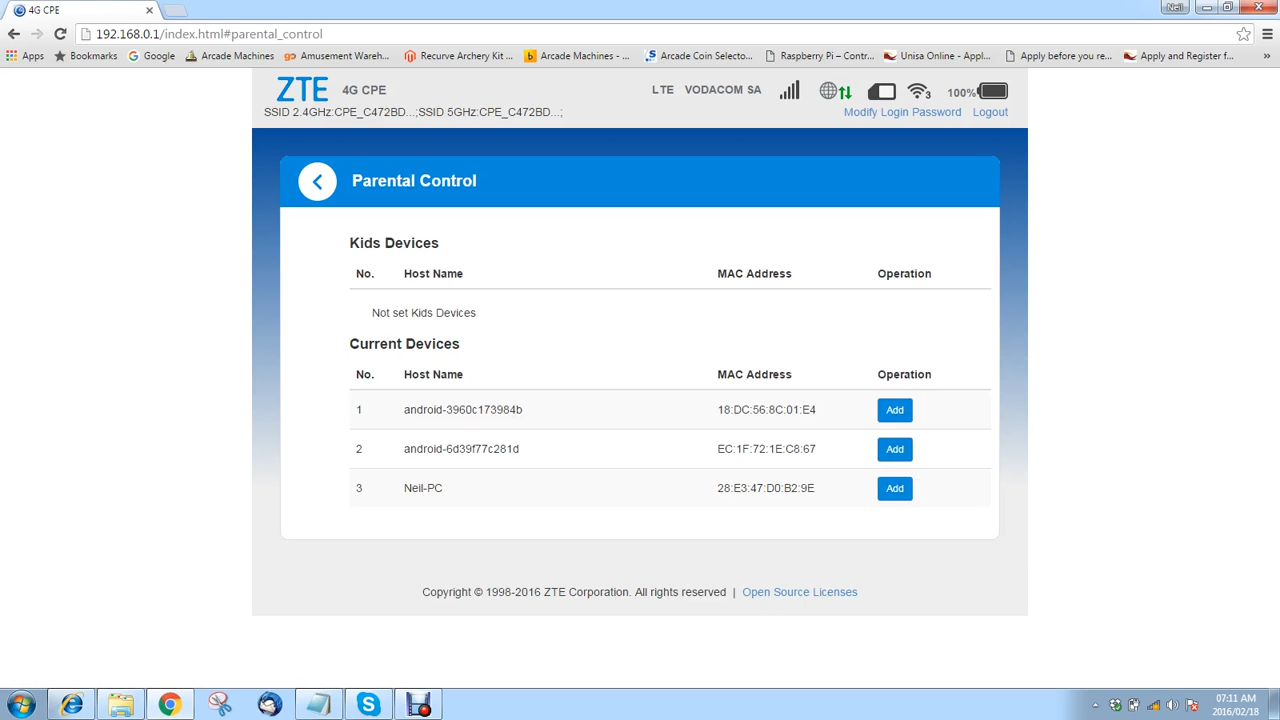 4G CPE
Neil
192.168.0.1/index.html#parental_control
Apps Bookmarks Google Arcade Machines Amusement Wareh... Recurve Archery Kit ... Arcade Machines - ... Arcade Coin Selecto... Raspberry Pi – Contr... Unisa Online - Appl... Apply before you re... Apply and Register f... »
ZTE 4G CPE LTE VODACOM SA 3 100%
SSID 2.4GHz:CPE_C472BD...;SSID 5GHz:CPE_C472BD...; Modify Login Password Logout
Parental Control
Kids Devices
No. Host Name MAC Address Operation
Not set Kids Devices
Current Devices
No. Host Name MAC Address Operation
1 android-3960c173984b 18:DC:56:8C:01:E4 Add
2 android-6d39f77c281d EC:1F:72:1E:C8:67 Add
3 Neil-PC 28:E3:47:D0:B2:9E Add
Copyright © 1998-2016 ZTE Corporation. All rights reserved | Open Source Licenses
07:11 AM
2016/02/18